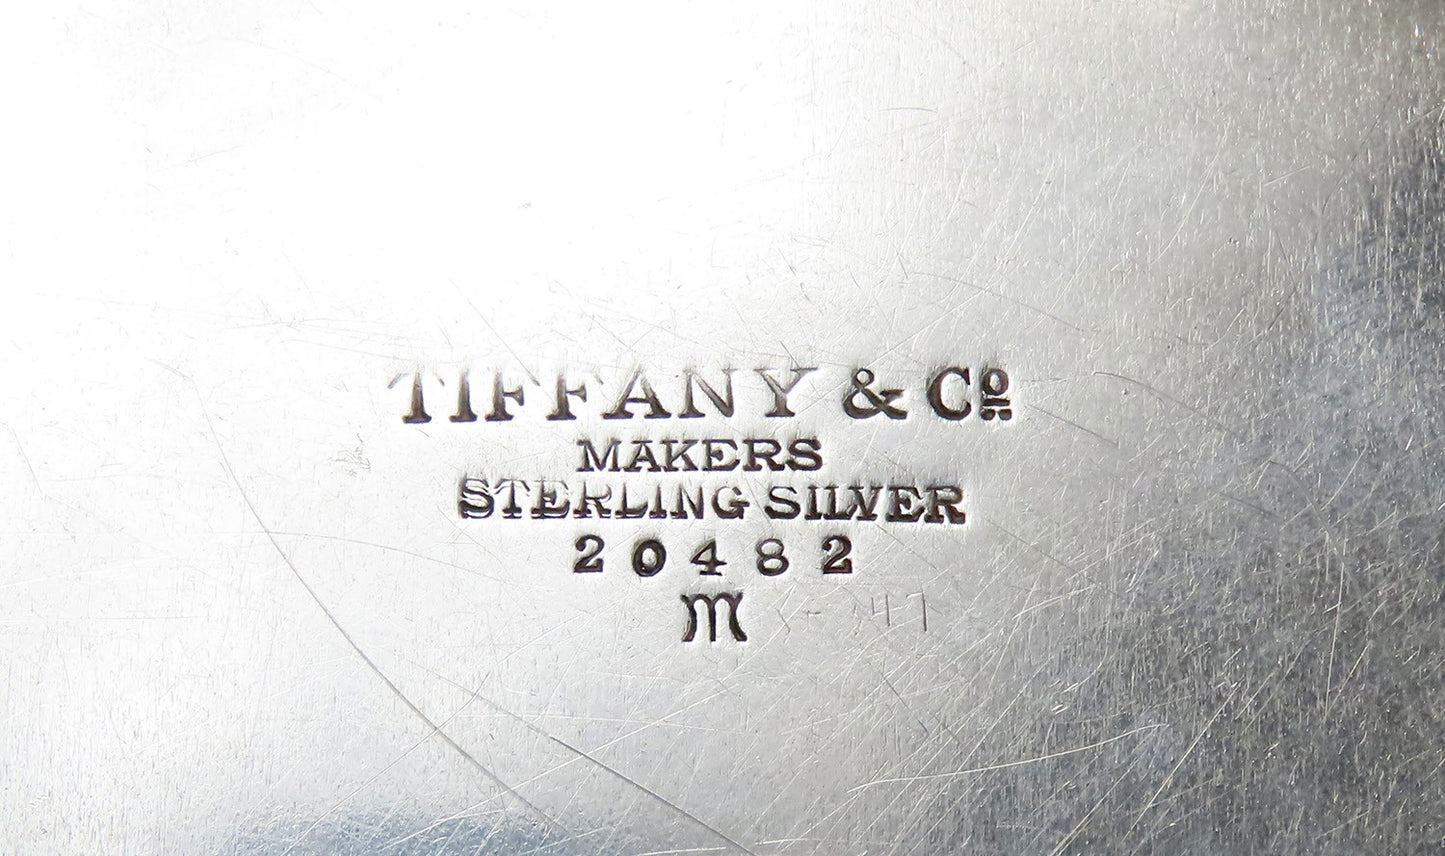 TIFFANY & Cº
MAKERS
STERLING SILVER
20482
M